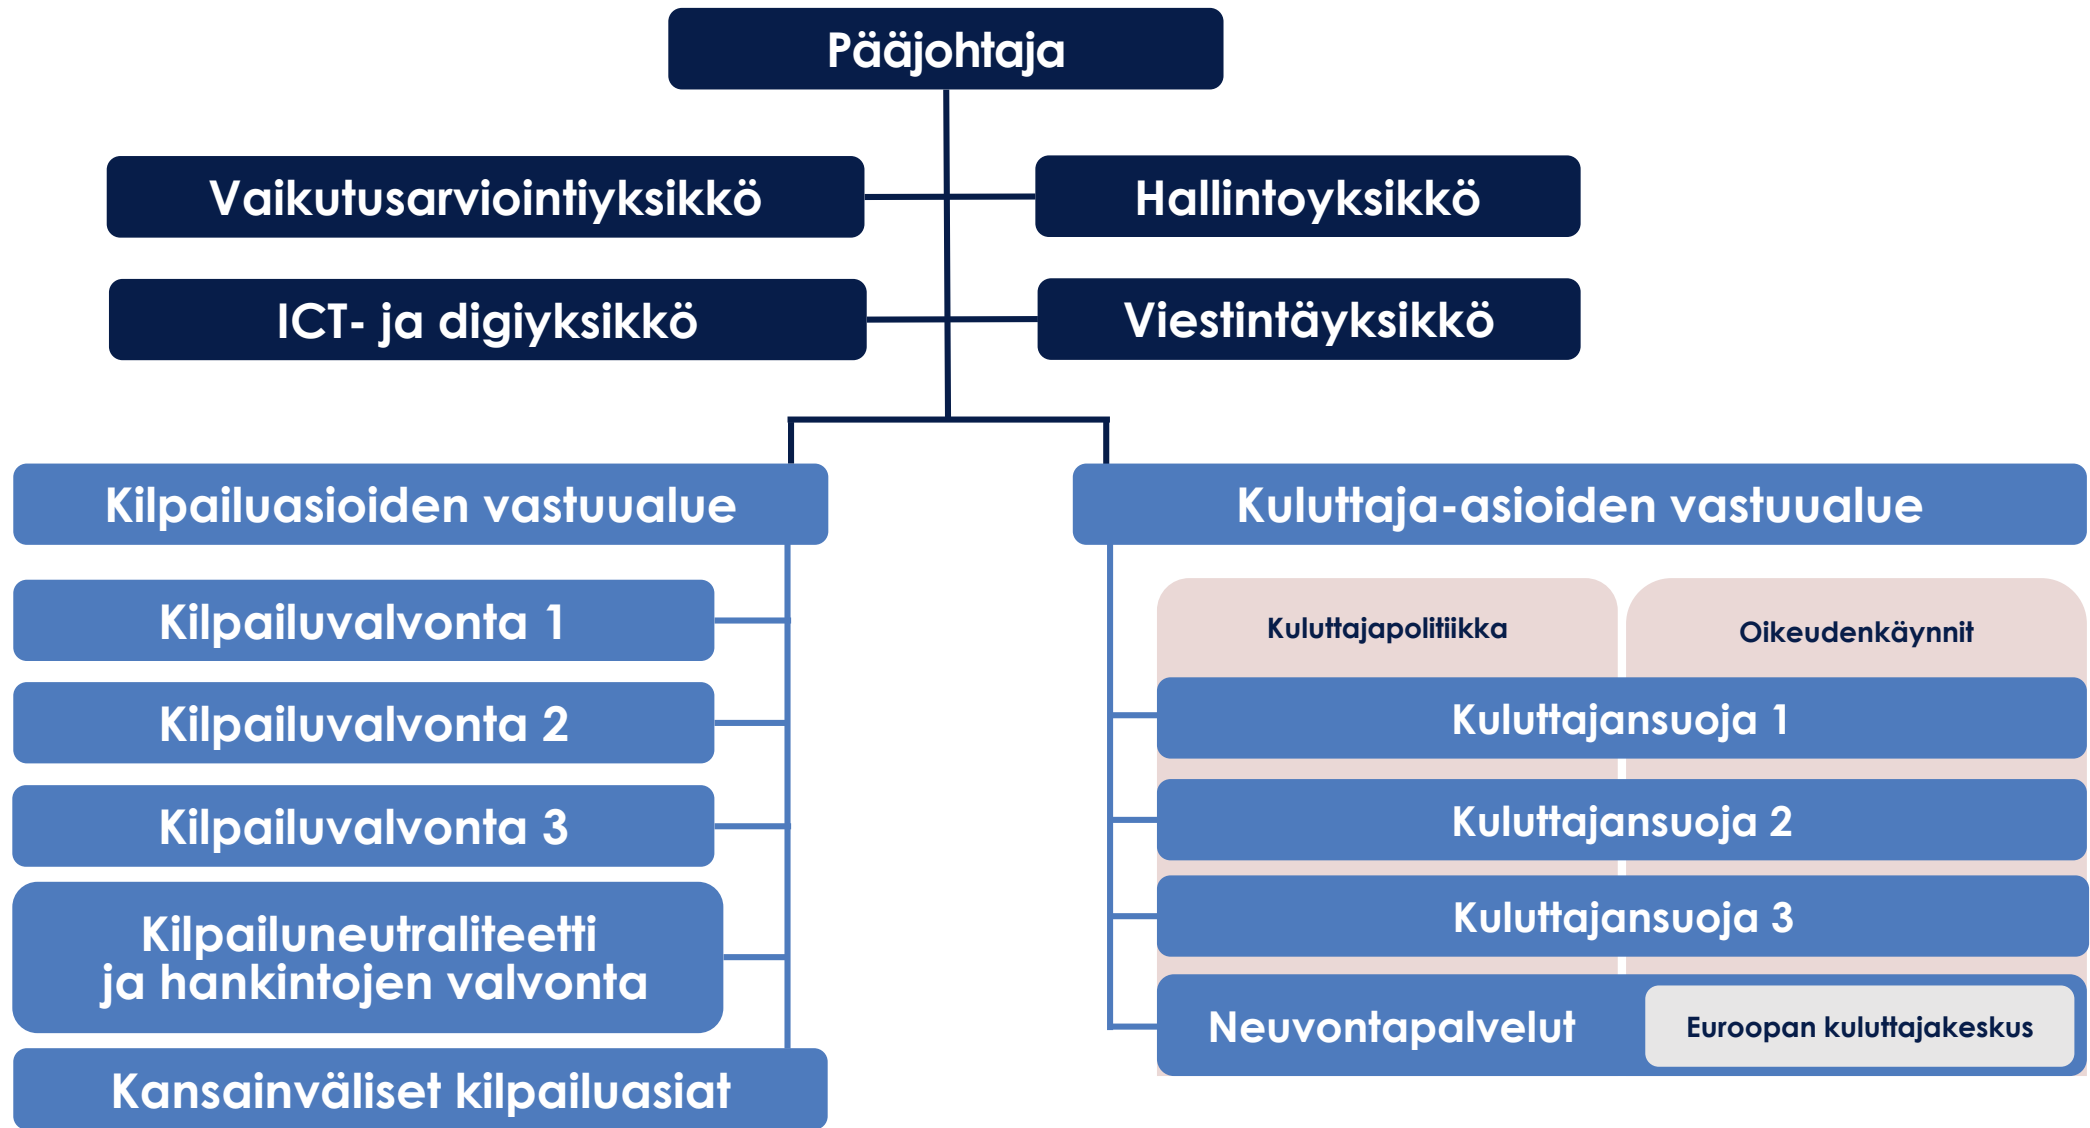 Pääjohtaja
Vaikutusarviointiyksikkö
Hallintoyksikkö
ICT- ja digiyksikkö
Viestintäyksikkö
Kilpailuasioiden vastuualue
Kilpailuvalvonta 1
Kilpailuvalvonta 2
Kilpailuvalvonta 3
Kilpailuneutraliteetti
ja hankintojen valvonta
Kansainväliset kilpailuasiat
Kuluttaja-asioiden vastuualue
Kuluttajapolitiikka
Oikeudenkäynnit
Kuluttajansuoja 1
Kuluttajansuoja 2
Kuluttajansuoja 3
Neuvontapalvelut
Euroopan kuluttajakeskus